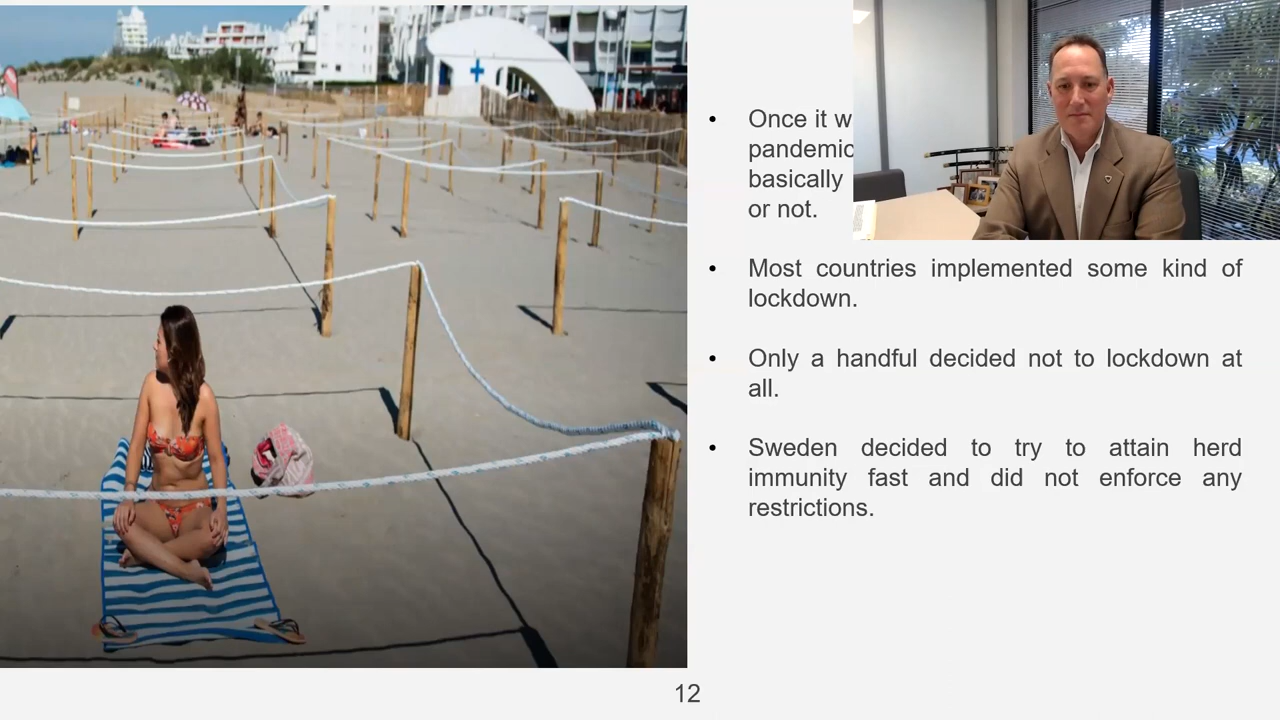 • Once it w
pandemic
basically
or not.
• Most countries implemented some kind of
lockdown.
• Only a handful decided not to lockdown at
all.
• Sweden decided to try to attain herd
immunity fast and did not enforce any
restrictions.
12